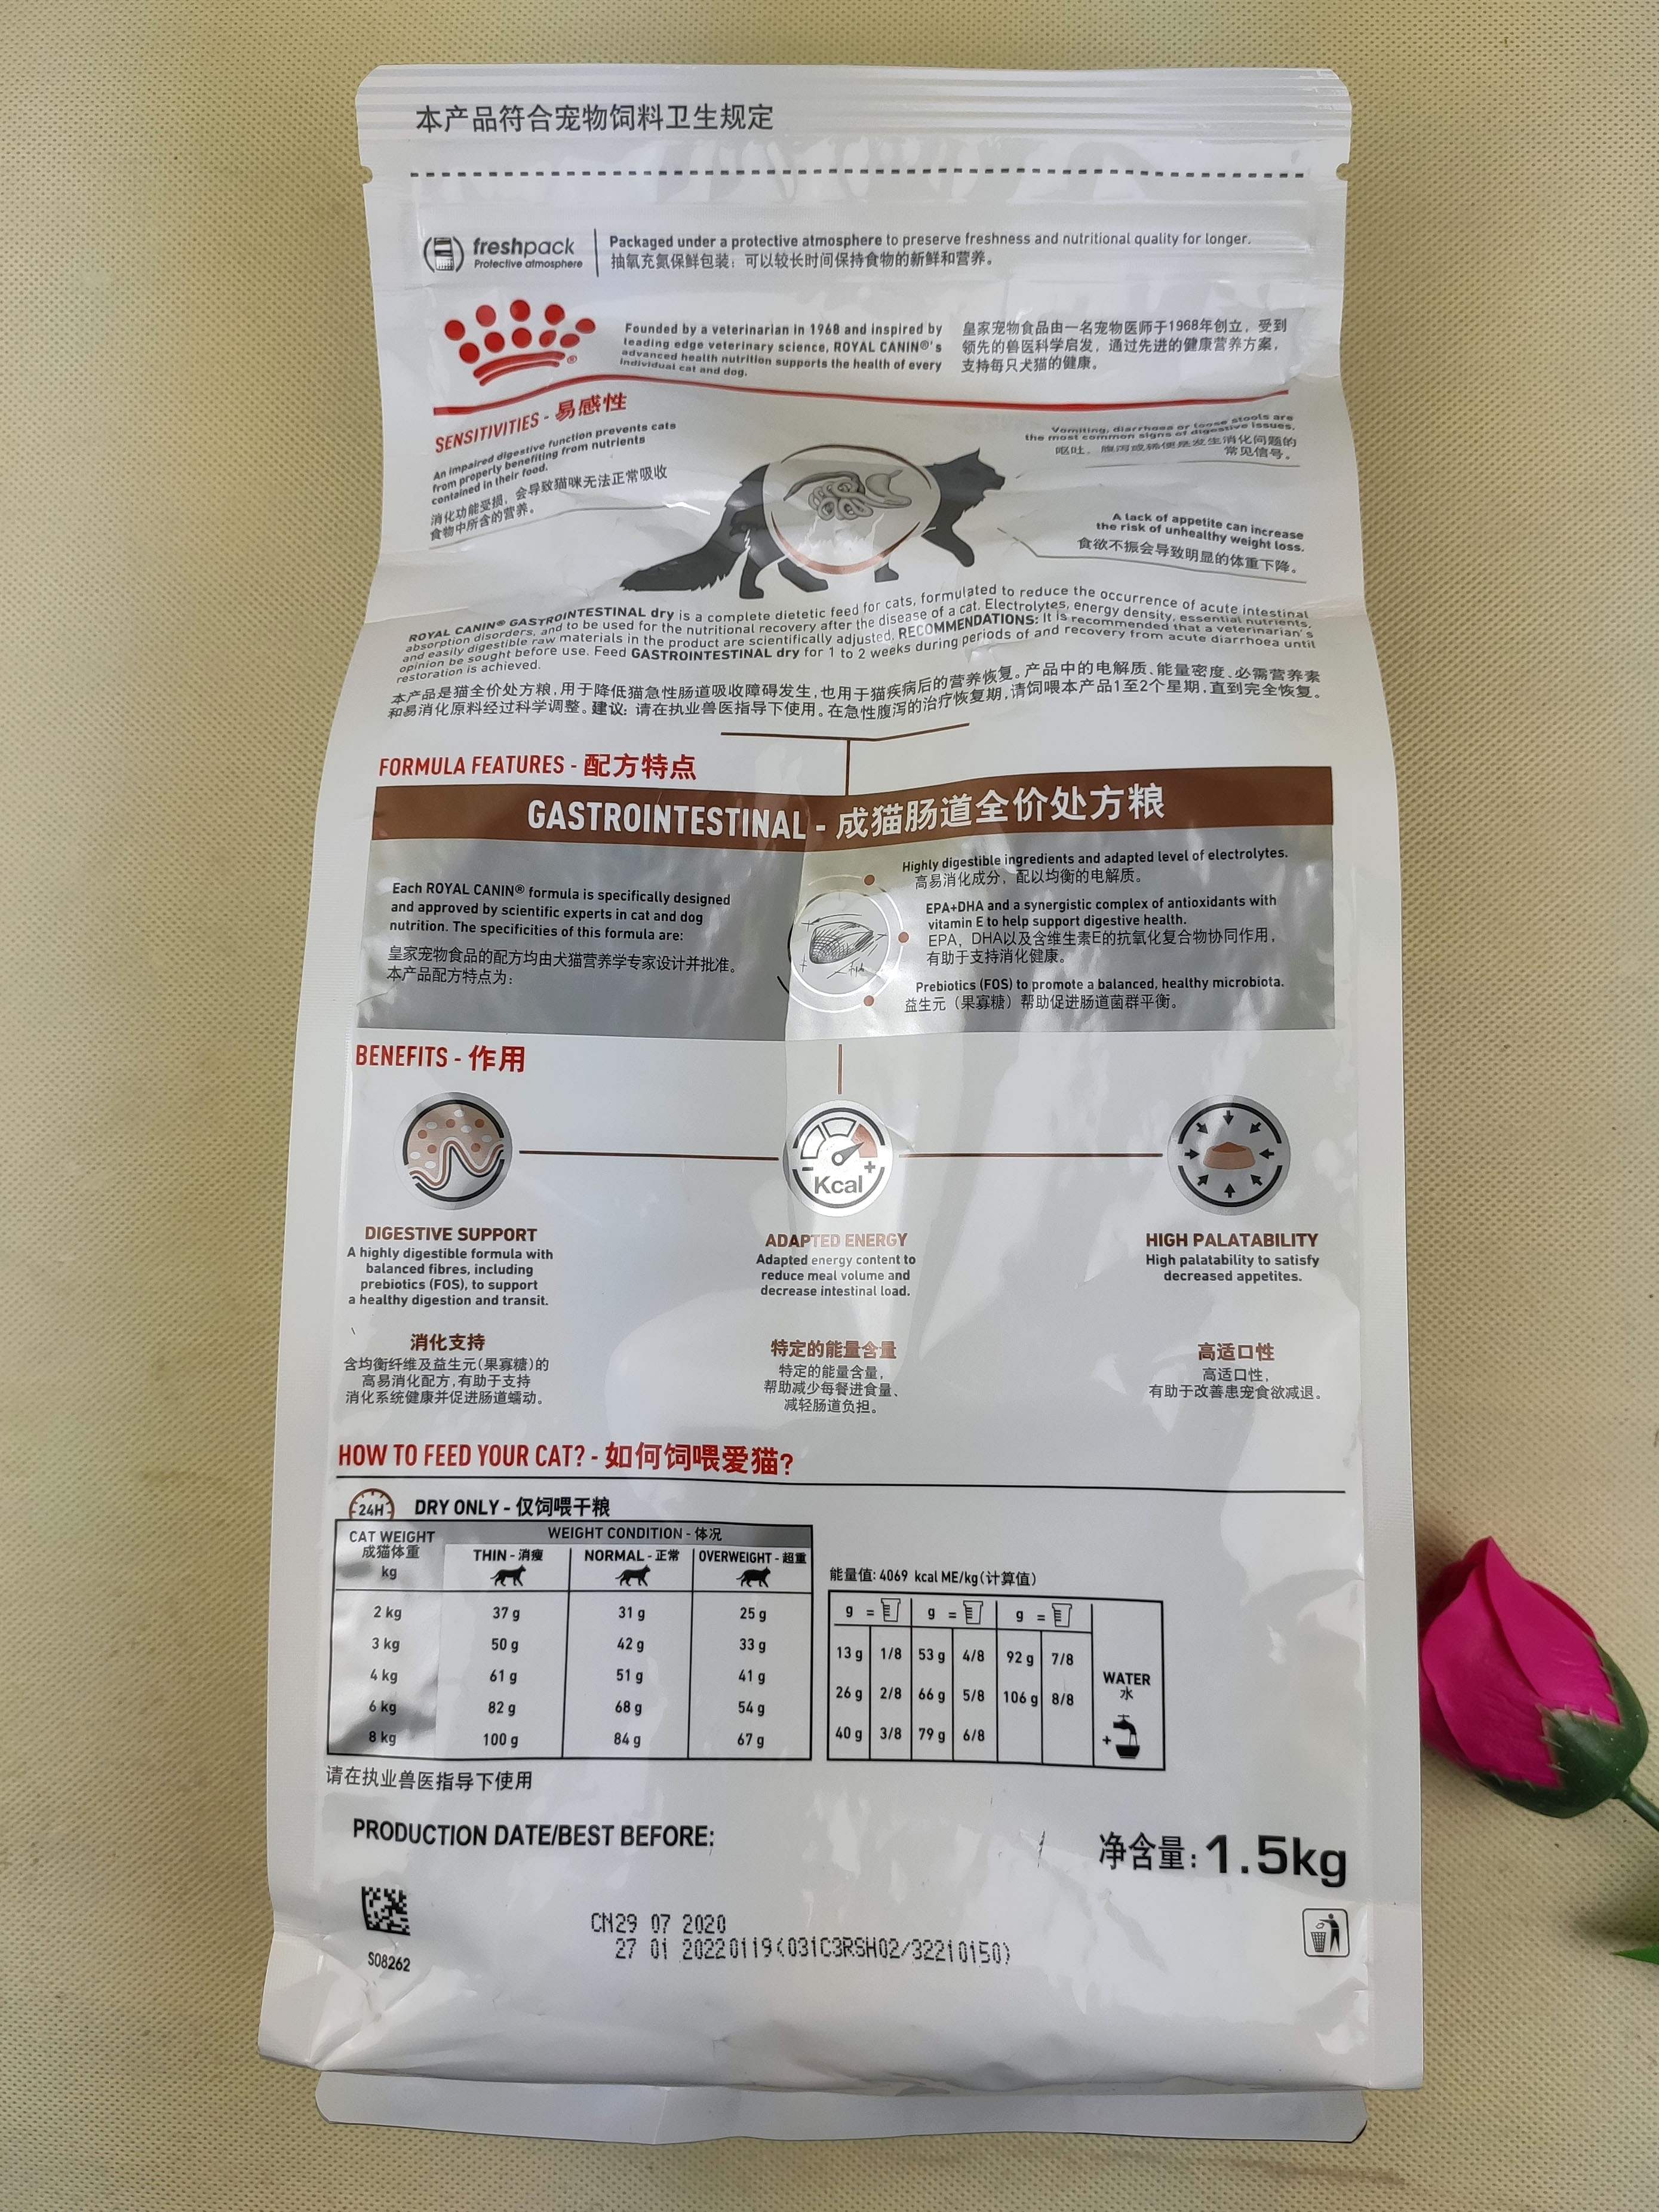 本产品符合宠物饲料卫生规定
freshpack
Protective atmosphere
Packaged under a protective atmosphere to preserve freshness and nutritional quality for longer.
抽氧充氮保鲜包装：可以较长时间保持食物的新鲜和营养。
Founded by a veterinarian in 1968 and inspired by
leading edge veterinary science, ROYAL CANIN®'s
advanced health nutrition supports the health of every
individual cat and dog.
皇家宠物食品由一名宠物医师于1968年创立，受到
领先的兽医科学启发，通过先进的健康营养方案，
支持每只犬猫的健康。
®
SENSITIVITIES - 易感性
An impaired digestive function prevents cats
from properly benefiting from nutrients
contained in their food.
消化功能受损，会导致猫咪无法正常吸收
食物中所含的营养。
Vomiting, diarrhoea or loose stools are
the most common signs of digestive issues.
呕吐，腹泻或稀便是发生消化问题的
常见信号。
A lack of appetite can increase
the risk of unhealthy weight loss.
食欲不振会导致明显的体重下降。
ROYAL CANIN® GASTROINTESTINAL dry is a complete dietetic feed for cats, formulated to reduce the occurrence of acute intestinal
absorption disorders, and to be used for the nutritional recovery after the disease of a cat. Electrolytes, energy density, essential nutrients,
and easily digestible raw materials in the product are scientifically adjusted. RECOMMENDATIONS: It is recommended that a veterinarian's
opinion be sought before use. Feed GASTROINTESTINAL dry for 1 to 2 weeks during periods of and recovery from acute diarrhoea until
restoration is achieved.
本产品是猫全价处方粮,用于降低猫急性肠道吸收障碍发生,也用于猫疾病后的营养恢复。产品中的电解质、能量密度、必需营养素
和易消化原料经过科学调整。建议：请在执业兽医指导下使用。在急性腹泻的治疗恢复期,请饲喂本产品1至2个星期,直到完全恢复。
FORMULA FEATURES - 配方特点
GASTROINTESTINAL - 成猫肠道全价处方粮
Each ROYAL CANIN® formula is specifically designed
and approved by scientific experts in cat and dog
nutrition. The specificities of this formula are:
皇家宠物食品的配方均由犬猫营养学专家设计并批准。
本产品配方特点为：
Highly digestible ingredients and adapted level of electrolytes.
高易消化成分，配以均衡的电解质。
EPA+DHA and a synergistic complex of antioxidants with
vitamin E to help support digestive health.
EPA，DHA以及含维生素E的抗氧化复合物协同作用，
有助于支持消化健康。
Prebiotics (FOS) to promote a balanced, healthy microbiota.
益生元（果寡糖）帮助促进肠道菌群平衡。
BENEFITS - 作用
- +
Kcal
DIGESTIVE SUPPORT
A highly digestible formula with
balanced fibres, including
prebiotics (FOS), to support
a healthy digestion and transit.
消化支持
含均衡纤维及益生元(果寡糖)的
高易消化配方,有助于支持
消化系统健康并促进肠道蠕动。
ADAPTED ENERGY
Adapted energy content to
reduce meal volume and
decrease intestinal load.
特定的能量含量
特定的能量含量，
帮助减少每餐进食量、
减轻肠道负担。
HIGH PALATABILITY
High palatability to satisfy
decreased appetites.
高适口性
高适口性，
有助于改善患宠食欲减退。
HOW TO FEED YOUR CAT? - 如何饲喂爱猫?
24H
DRY ONLY - 仅饲喂干粮
CAT WEIGHT
成猫体重
kg
WEIGHT CONDITION - 体况
THIN - 消瘦 NORMAL - 正常 OVERWEIGHT - 超重
2 kg 37 g 31 g 25 g
3 kg 50 g 42 g 33 g
4 kg 61 g 51 g 41 g
6 kg 82 g 68 g 54 g
8 kg 100 g 84 g 67 g
能量值: 4069 kcal ME/kg(计算值)
g = g = g =
13 g 1/8 53 g 4/8 92 g 7/8
26 g 2/8 66 g 5/8 106 g 8/8
40 g 3/8 79 g 6/8
WATER
水
+
请在执业兽医指导下使用
PRODUCTION DATE/BEST BEFORE:
净含量: 1.5kg
S08262
CN29 07 2020
27 01 20220119(031C3RSH02/32210150)